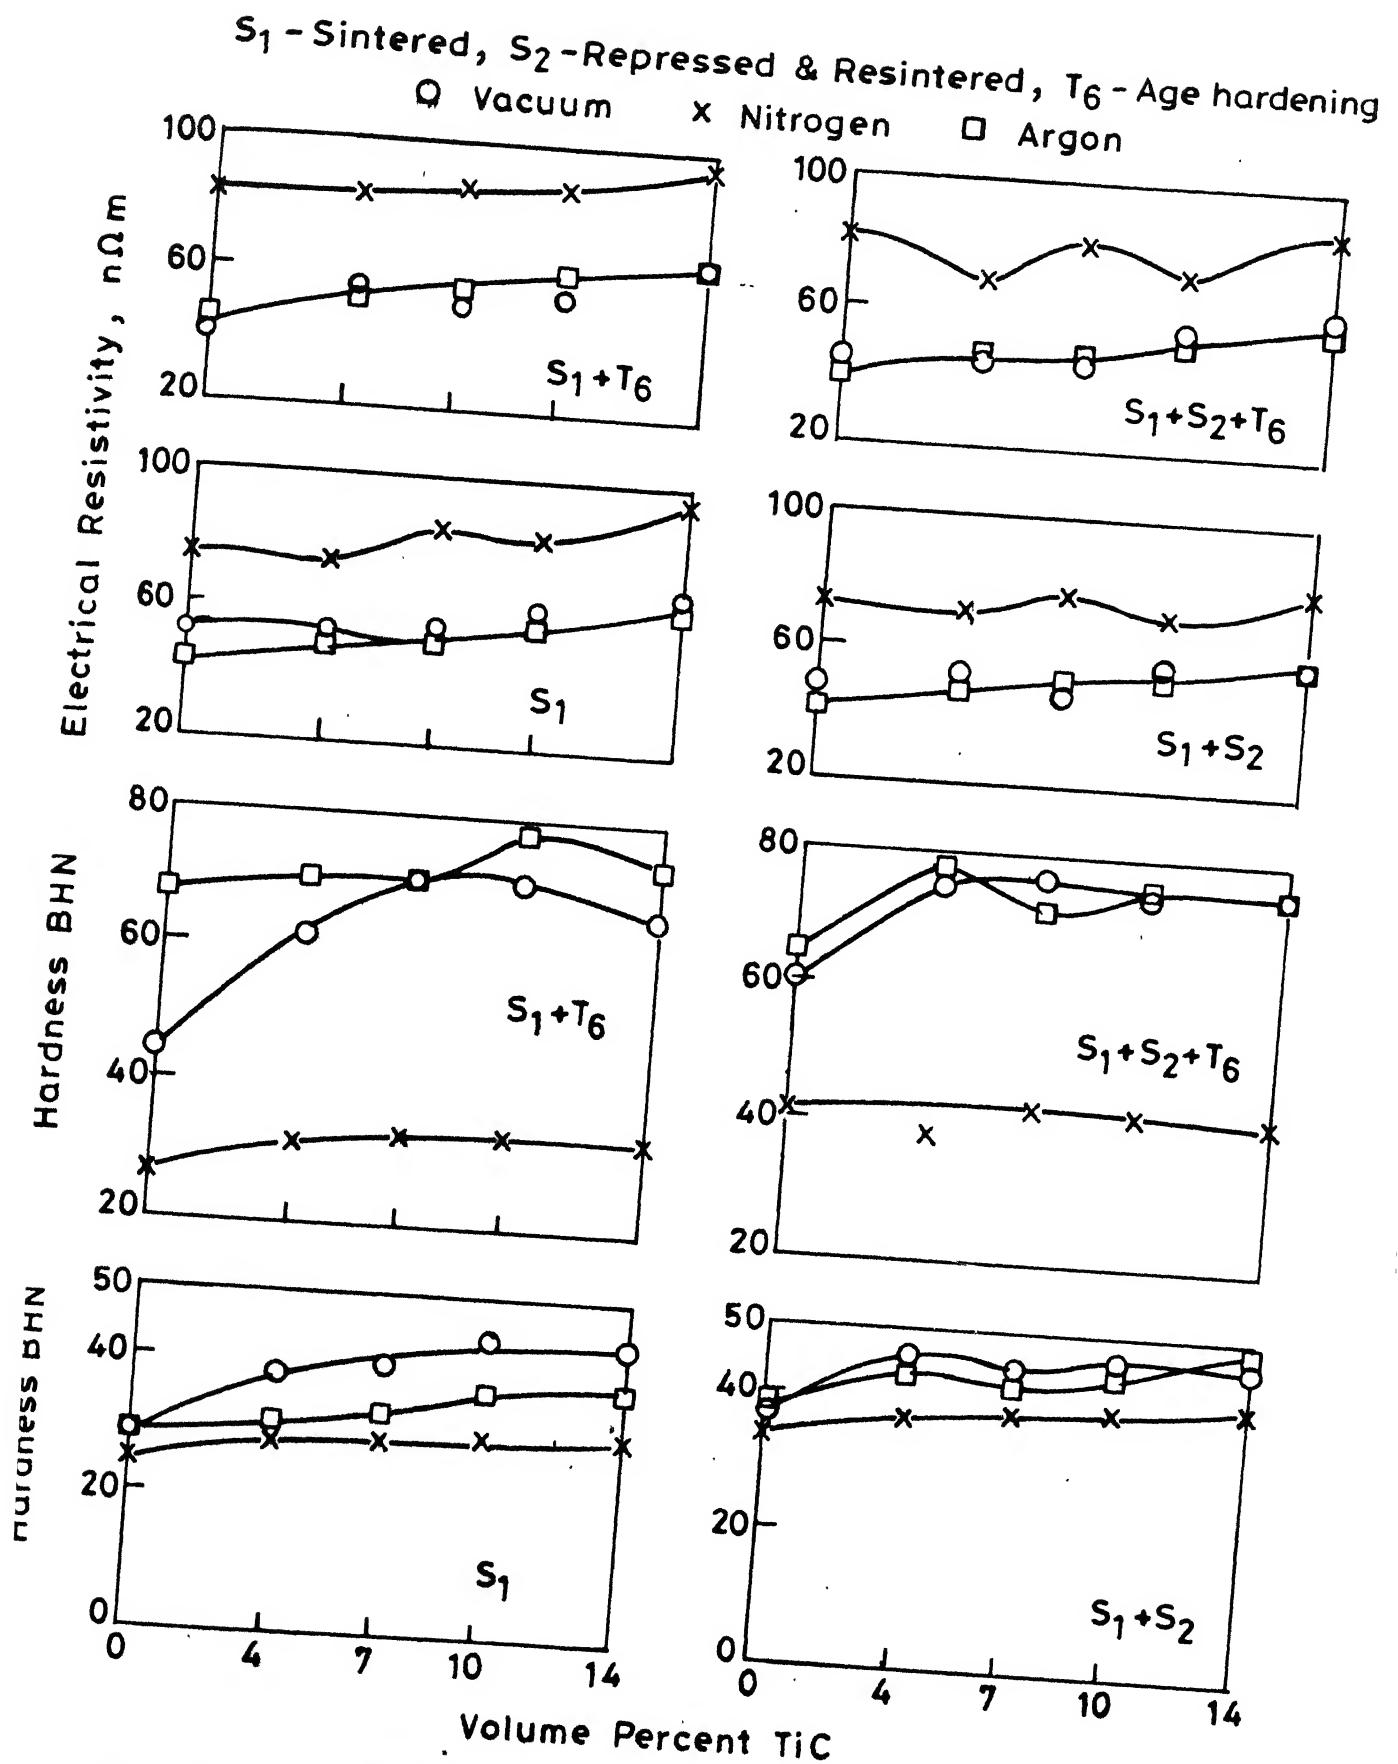 S1 - Sintered, S2 - Repressed & Resintered, T6 - Age hardening
O Vacuum x Nitrogen □ Argon
Electrical Resistivity, nΩm
100
60
20
S1+T6
100
60
20
S1+S2+T6
100
60
20
S1
100
60
20
S1+S2
Hardness BHN
80
60
40
20
S1+T6
80
60
40
20
S1+S2+T6
Hardness BHN
50
40
20
0
S1
0 4 7 10 14
50
40
20
0
S1+S2
0 4 7 10 14
Volume Percent TiC